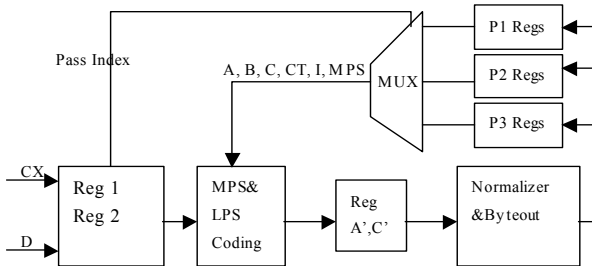 P1 Regs
Pass Index
A, B, C, CT, I, MPS
MUX
P2 Regs
P3 Regs
CX
D
Reg 1
Reg 2
MPS&
LPS
Coding
Reg
A’,C’
Normalizer
&Byteout